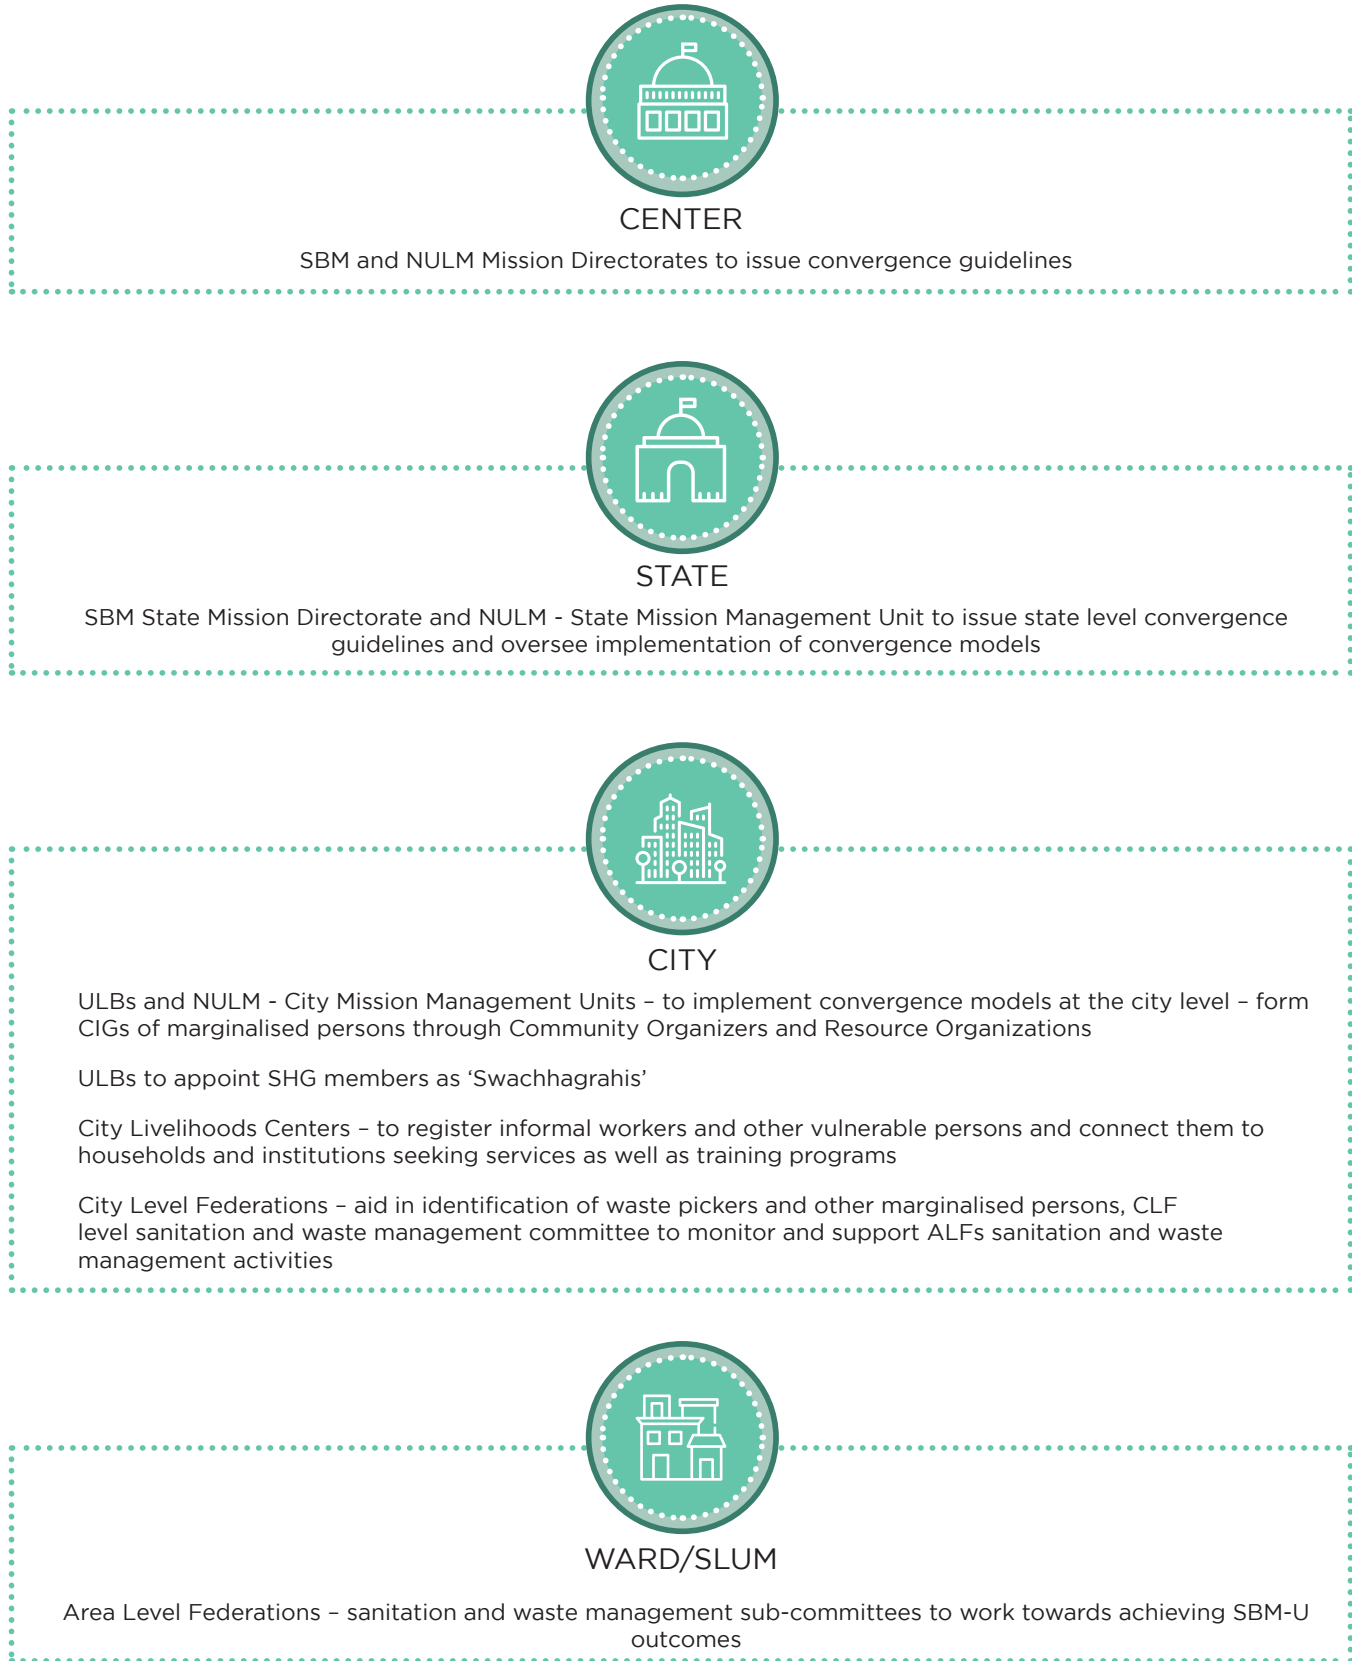 CENTER
SBM and NULM Mission Directorates to issue convergence guidelines
STATE
SBM State Mission Directorate and NULM - State Mission Management Unit to issue state level convergence
guidelines and oversee implementation of convergence models
CITY
ULBs and NULM - City Mission Management Units – to implement convergence models at the city level – form
CIGs of marginalised persons through Community Organizers and Resource Organizations
ULBs to appoint SHG members as ‘Swachhagrahis’
City Livelihoods Centers – to register informal workers and other vulnerable persons and connect them to
households and institutions seeking services as well as training programs
City Level Federations – aid in identification of waste pickers and other marginalised persons, CLF
level sanitation and waste management committee to monitor and support ALFs sanitation and waste
management activities
WARD/SLUM
Area Level Federations – sanitation and waste management sub-committees to work towards achieving SBM-U
outcomes